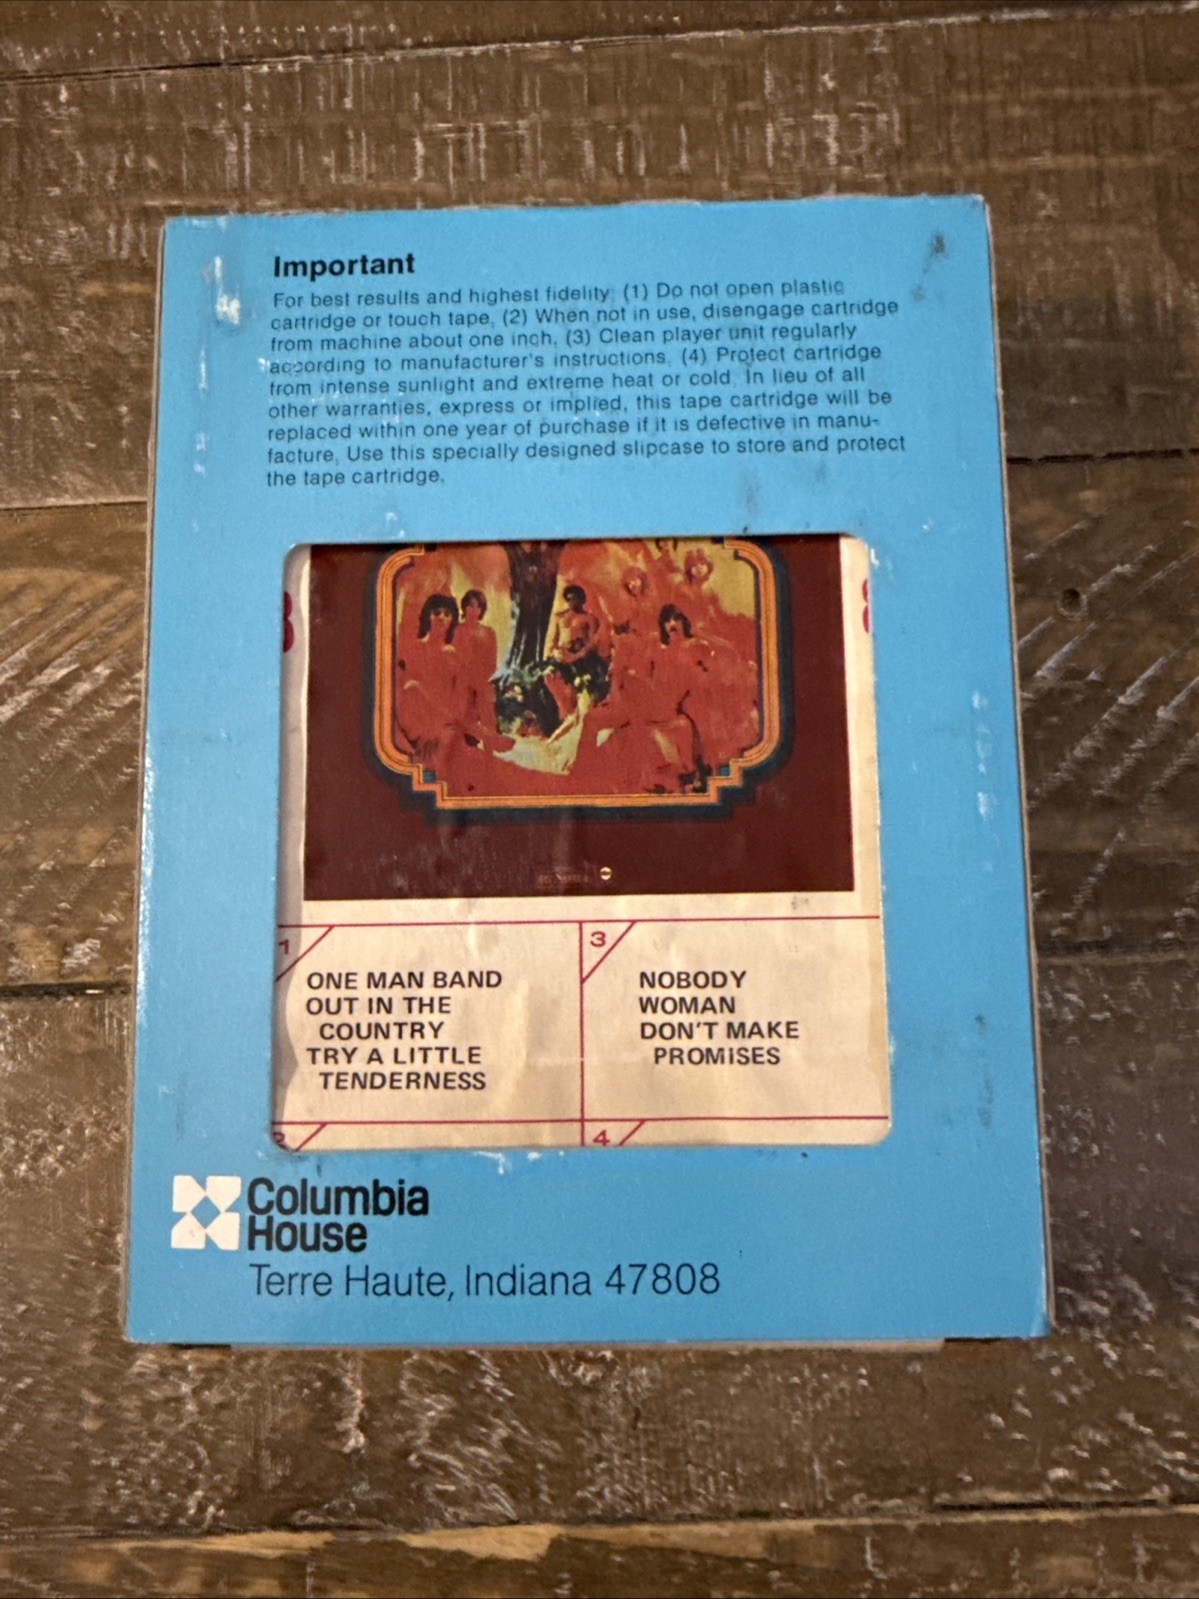 Important
For best results and highest fidelity: (1) Do not open plastic
cartridge or touch tape. (2) When not in use, disengage cartridge
from machine about one inch. (3) Clean player unit regularly
according to manufacturer's instructions. (4) Protect cartridge
from intense sunlight and extreme heat or cold. In lieu of all
other warranties, express or implied, this tape cartridge will be
replaced within one year of purchase if it is defective in manu-
facture. Use this specially designed slipcase to store and protect
the tape cartridge.
8 8
1 3
ONE MAN BAND
OUT IN THE
COUNTRY
TRY A LITTLE
TENDERNESS
NOBODY
WOMAN
DON'T MAKE
PROMISES
2 4
Columbia
House
Terre Haute, Indiana 47808